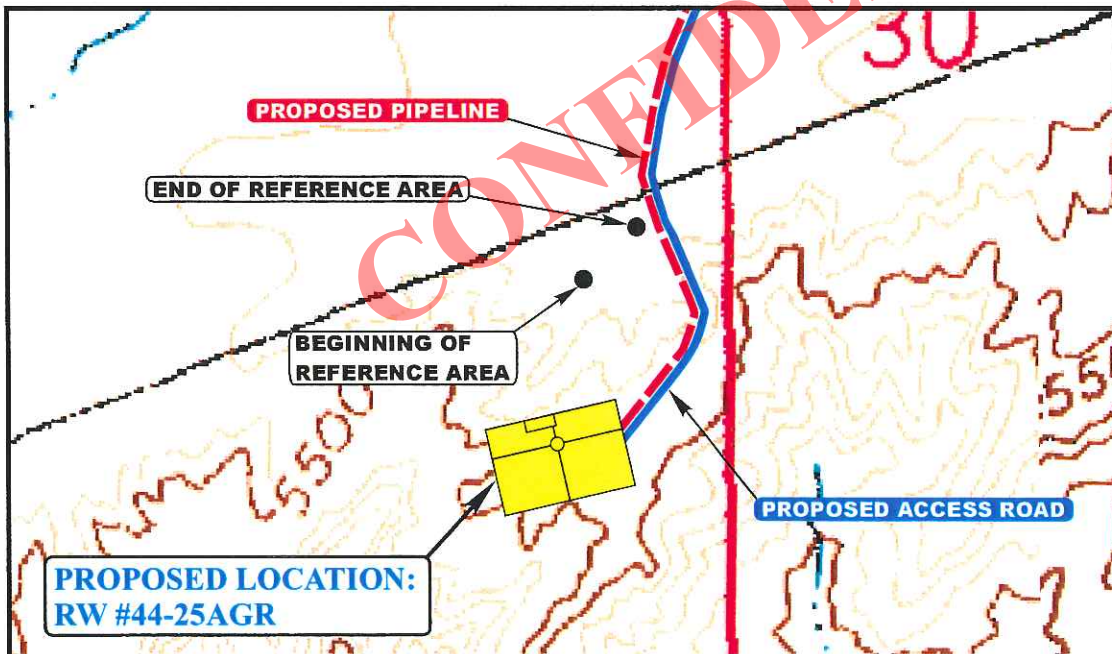 30
CONFIDE
PROPOSED PIPELINE
END OF REFERENCE AREA
BEGINNING OF
REFERENCE AREA
5500
55
PROPOSED ACCESS ROAD
PROPOSED LOCATION:
RW #44-25AGR